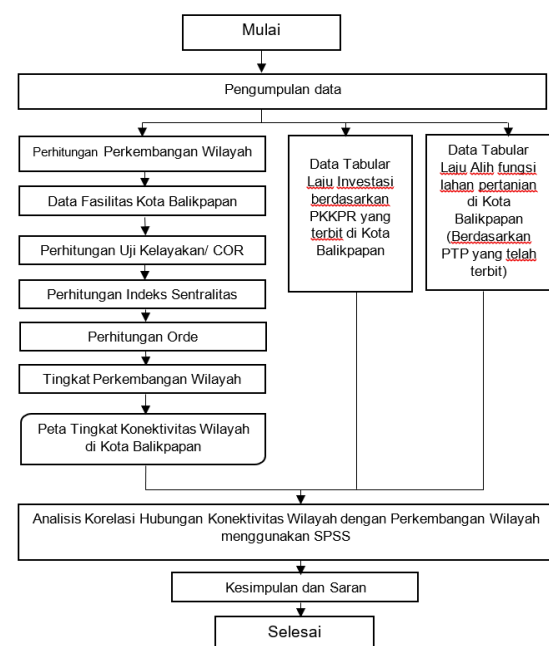 Mulai
Pengumpulan data
Perhitungan Perkembangan Wilayah
Data Fasilitas Kota Balikpapan
Perhitungan Uji Kelayakan/ COR
Perhitungan Indeks Sentralitas
Perhitungan Orde
Tingkat Perkembangan Wilayah
Peta Tingkat Konektivitas Wilayah
di Kota Balikpapan
Data Tabular
Laju Investasi
berdasarkan
PKKPR yang
terbit di Kota
Balikpapan
Data Tabular
Laju Alih fungsi
lahan pertanian
di Kota
Balikpapan
(Berdasarkan
PTP yang telah
terbit)
Analisis Korelasi Hubungan Konektivitas Wilayah dengan Perkembangan Wilayah
menggunakan SPSS
Kesimpulan dan Saran
Selesai